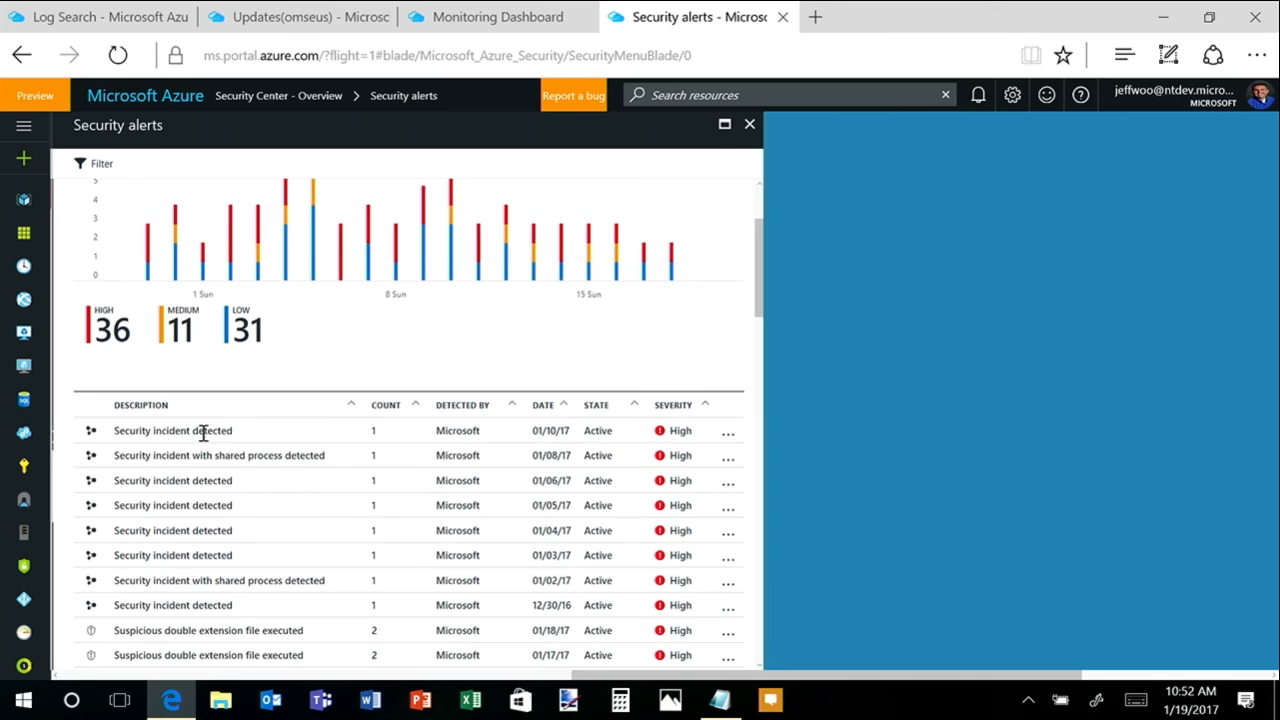 Log Search - Microsoft Azu
Updates(omseus) - Microsc
Monitoring Dashboard
Security alerts - Microsc
ms.portal.azure.com/?flight=1#blade/Microsoft_Azure_Security/SecurityMenuBlade/0
Preview
Microsoft Azure Security Center - Overview > Security alerts
Report a bug
Search resources
jeffwoo@ntdev.micro...
MICROSOFT
Security alerts
Filter
5
4
3
2
1
0
1 Sun 8 Sun 15 Sun
HIGH MEDIUM LOW
36 11 31
DESCRIPTION COUNT DETECTED BY DATE STATE SEVERITY
Security incident detected 1 Microsoft 01/10/17 Active High ...
Security incident with shared process detected 1 Microsoft 01/08/17 Active High ...
Security incident detected 1 Microsoft 01/06/17 Active High ...
Security incident detected 1 Microsoft 01/05/17 Active High ...
Security incident detected 1 Microsoft 01/04/17 Active High ...
Security incident detected 1 Microsoft 01/03/17 Active High ...
Security incident with shared process detected 1 Microsoft 01/02/17 Active High ...
Security incident detected 1 Microsoft 12/30/16 Active High ...
Suspicious double extension file executed 2 Microsoft 01/18/17 Active High ...
Suspicious double extension file executed 2 Microsoft 01/17/17 Active High ...
10:52 AM
1/19/2017